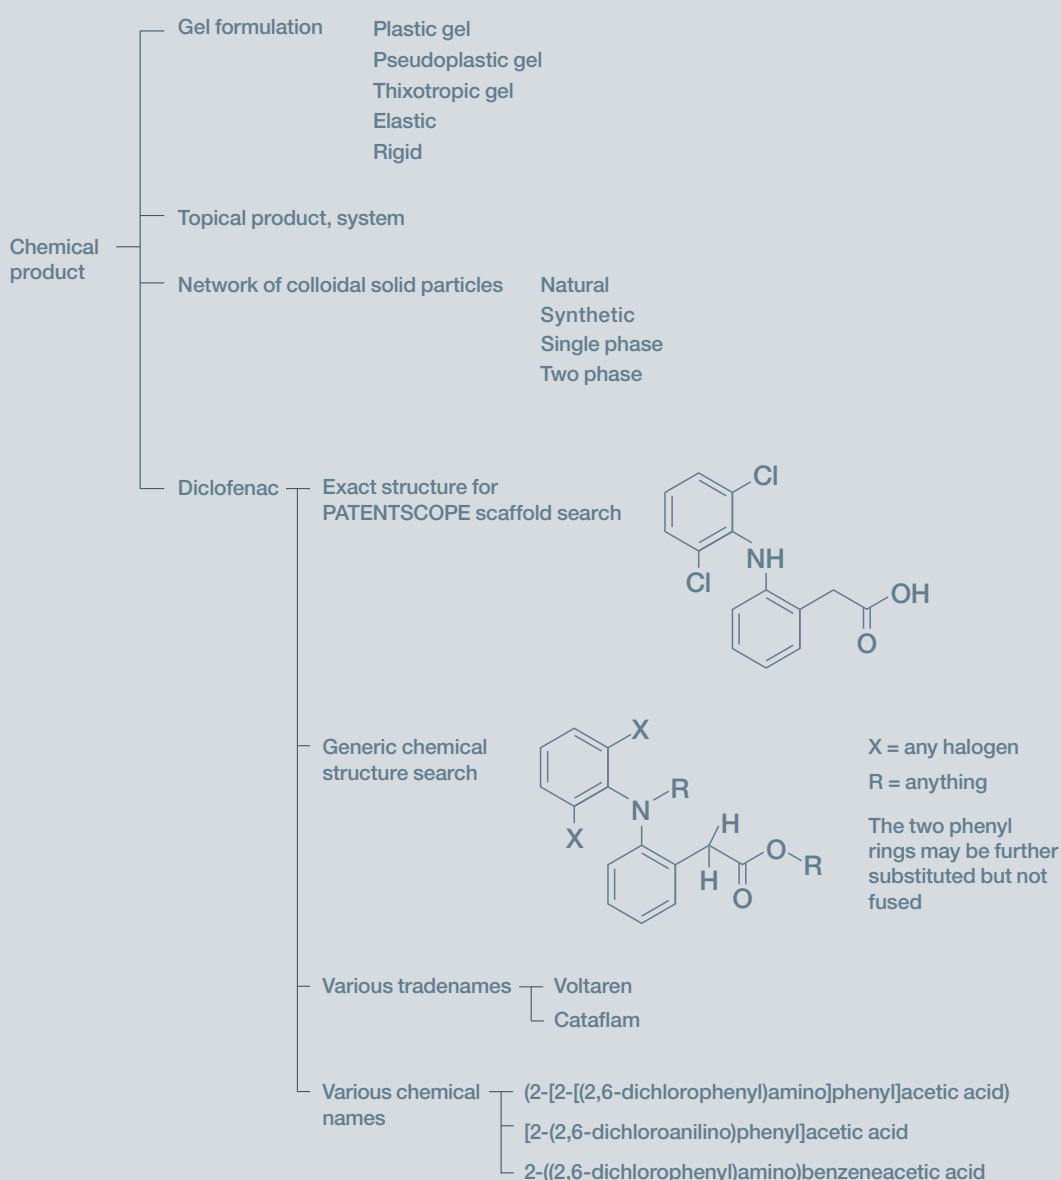 Gel formulation
Plastic gel
Pseudoplastic gel
Thixotropic gel
Elastic
Rigid
Topical product, system
Chemical
product
Network of colloidal solid particles
Natural
Synthetic
Single phase
Two phase
Diclofenac
Exact structure for
PATENTSCOPE scaffold search
Cl
NH
Cl
OH
O
Generic chemical
structure search
X
R
N
X
H
H
O
R
O
X = any halogen
R = anything
The two phenyl
rings may be further
substituted but not
fused
Various tradenames
Voltaren
Cataflam
Various chemical
names
(2-[2-[(2,6-dichlorophenyl)amino]phenyl]acetic acid)
[2-(2,6-dichloroanilino)phenyl]acetic acid
2-((2,6-dichlorophenyl)amino)benzeneacetic acid